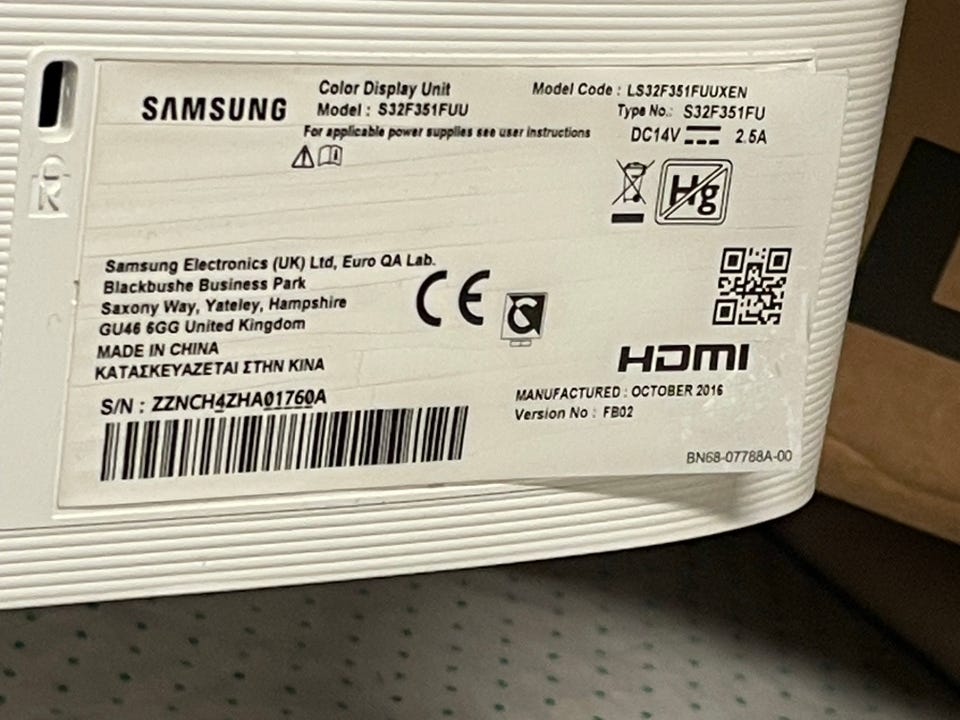 SAMSUNG
Color Display Unit
Model : S32F351FUU
For applicable power supplies see user instructions
Model Code : LS32F351FUUXEN
Type No. : S32F351FU
DC14V 2.5A
Hg
Samsung Electronics (UK) Ltd, Euro QA Lab.
Blackbushe Business Park
Saxony Way, Yateley, Hampshire
GU46 6GG United Kingdom
MADE IN CHINA
ΚΑΤΑΣΚΕΥΑΖΕΤΑΙ ΣΤΗΝ ΚΙΝΑ
CE
HDMI
S/N : ZZNCH4ZHA01760A
MANUFACTURED : OCTOBER 2016
Version No : FB02
BN68-07788A-00